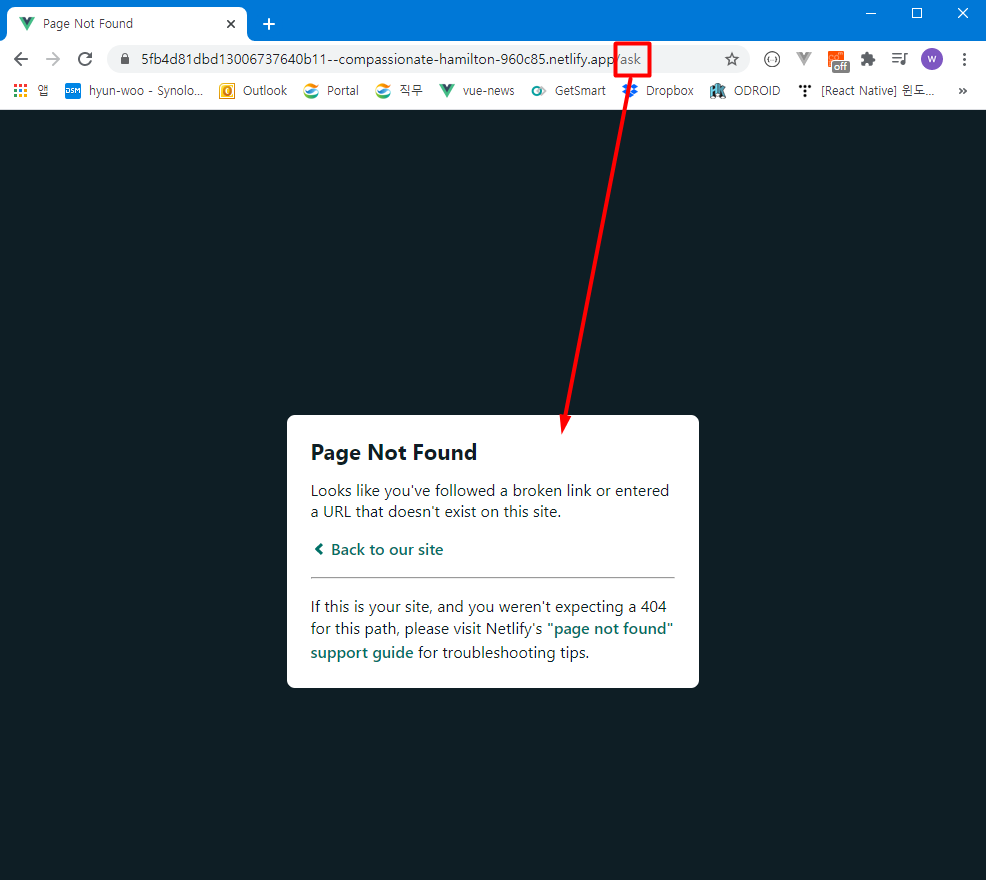 Page Not Found
5fb4d81dbd13006737640b11--compassionate-hamilton-960c85.netlify.app/ask
off
W
앱
DSM
hyun-woo - Synolo...
Outlook
Portal
직무
vue-news
GetSmart
Dropbox
ODROID
[React Native] 윈도...
»
Page Not Found
Looks like you've followed a broken link or entered
a URL that doesn't exist on this site.
Back to our site
If this is your site, and you weren't expecting a 404
for this path, please visit Netlify's "page not found"
support guide for troubleshooting tips.